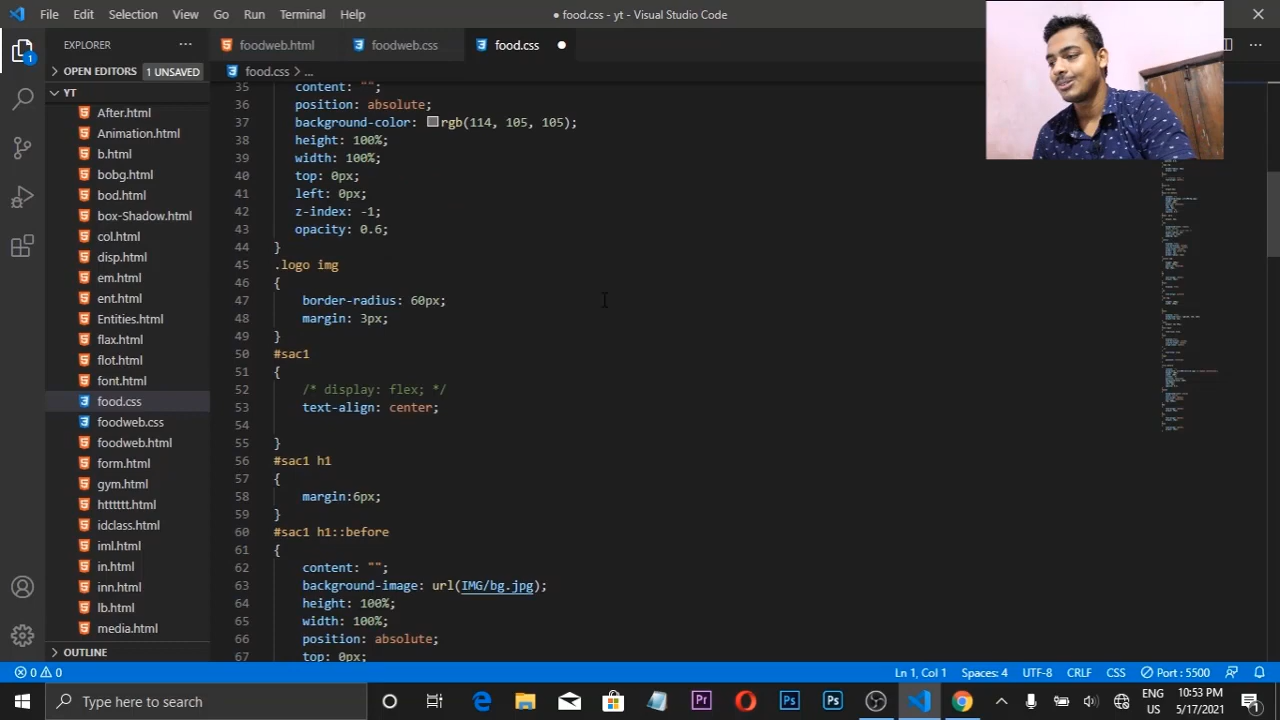 File Edit Selection View Go Run Terminal Help
● food.css - yt - Visual Studio Code
EXPLORER
foodweb.html
foodweb.css
food.css
OPEN EDITORS 1 UNSAVED
food.css > ...
YT
After.html
Animation.html
b.html
bobg.html
bod.html
box-Shadow.html
col.html
disp.html
em.html
ent.html
Entities.html
flax.html
flot.html
font.html
food.css
foodweb.css
foodweb.html
form.html
gym.html
httttttt.html
idclass.html
iml.html
in.html
inn.html
lb.html
media.html
OUTLINE
35 content: "";
36 position: absolute;
37 background-color: rgb(114, 105, 105);
38 height: 100%;
39 width: 100%;
40 top: 0px;
41 left: 0px;
42 z-index: -1;
43 opacity: 0.6;
44 }
45 .logo img
46 {
47 border-radius: 60px;
48 margin: 3px;
49 }
50 #sac1
51 {
52 /* display: flex; */
53 text-align: center;
54
55 }
56 #sac1 h1
57 {
58 margin:6px;
59 }
60 #sac1 h1::before
61 {
62 content: "";
63 background-image: url(IMG/bg.jpg);
64 height: 100%;
65 width: 100%;
66 position: absolute;
67 top: 0px;
0 0
Ln 1, Col 1 Spaces: 4 UTF-8 CRLF CSS Port : 5500
Type here to search
ENG
US
10:53 PM
5/17/2021